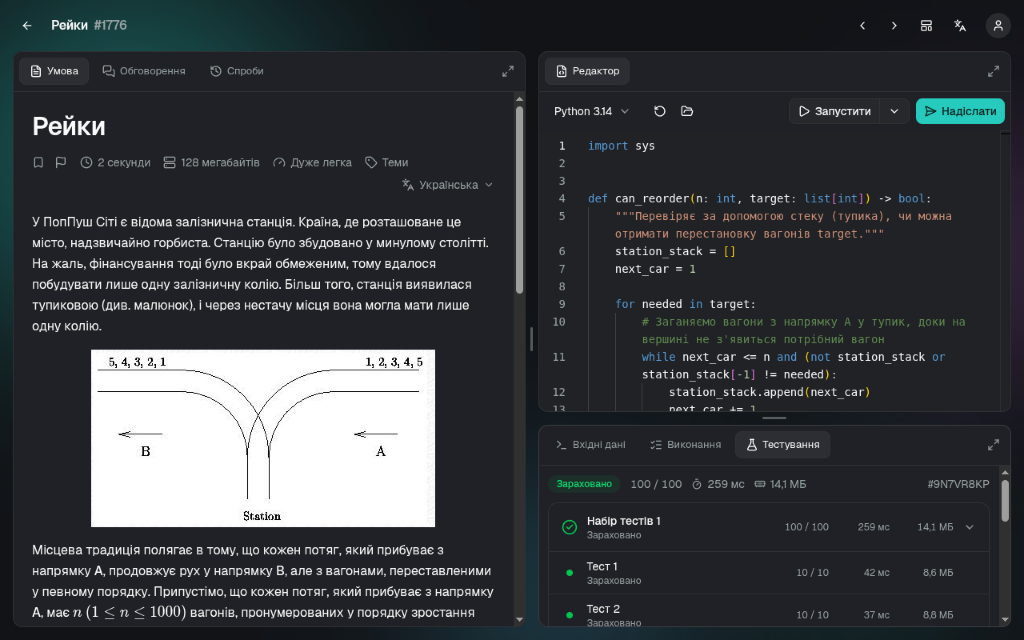 Рейки #1776
Умова
Обговорення
Спроби
Рейки
2 секунди
128 мегабайтів
Дуже легка
Теми
Українська
У ПопПуш Сіті є відома залізнична станція. Країна, де розташоване це
місто, надзвичайно горбиста. Станцію було збудовано у минулому столітті.
На жаль, фінансування тоді було вкрай обмеженим, тому вдалося
побудувати лише одну залізничну колію. Більш того, станція виявилася
тупиковою (див. малюнок), і через нестачу місця вона могла мати лише
одну колію.
5, 4, 3, 2, 1
1, 2, 3, 4, 5
B
A
Station
Місцева традиція полягає в тому, що кожен потяг, який прибуває з
напрямку A, продовжує рух у напрямку B, але з вагонами, переставленими
у певному порядку. Припустимо, що кожен потяг, який прибуває з напрямку
A, має n (1 ≤ n ≤ 1000) вагонів, пронумерованих у порядку зростання
Редактор
Python 3.14
Запустити
Надіслати
1 import sys
2
3
4 def can_reorder(n: int, target: list[int]) -> bool:
5 """Перевіряє за допомогою стеку (тупика), чи можна
отримати перестановку вагонів target."""
6 station_stack = []
7 next_car = 1
8
9 for needed in target:
10 # Заганяємо вагони з напрямку A у тупик, доки на
вершині не з'явиться потрібний вагон
11 while next_car <= n and (not station_stack or
station_stack[-1] != needed):
12 station_stack.append(next_car)
13 next_car += 1
Вхідні дані
Виконання
Тестування
Зараховано 100 / 100 259 мс 14,1 МБ #9N7VR8KP
Набір тестів 1 100 / 100 259 мс 14,1 МБ
Зараховано
Тест 1 10 / 10 42 мс 8,6 МБ
Зараховано
Тест 2 10 / 10 37 мс 8,8 МБ
Зараховано